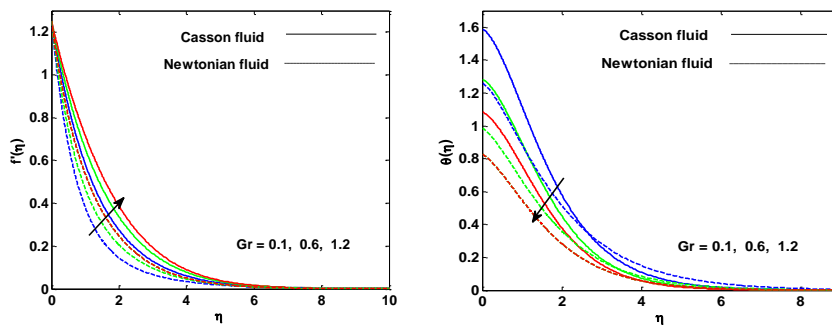 Casson fluid
Newtonian fluid
f'(η)
1.2
1
0.8
0.6
0.4
0.2
0
Gr = 0.1, 0.6, 1.2
0 2 4 6 8 10
η
Casson fluid
Newtonian fluid
θ(η)
1.6
1.4
1.2
1
0.8
0.6
0.4
0.2
0
Gr = 0.1, 0.6, 1.2
0 2 4 6 8
η